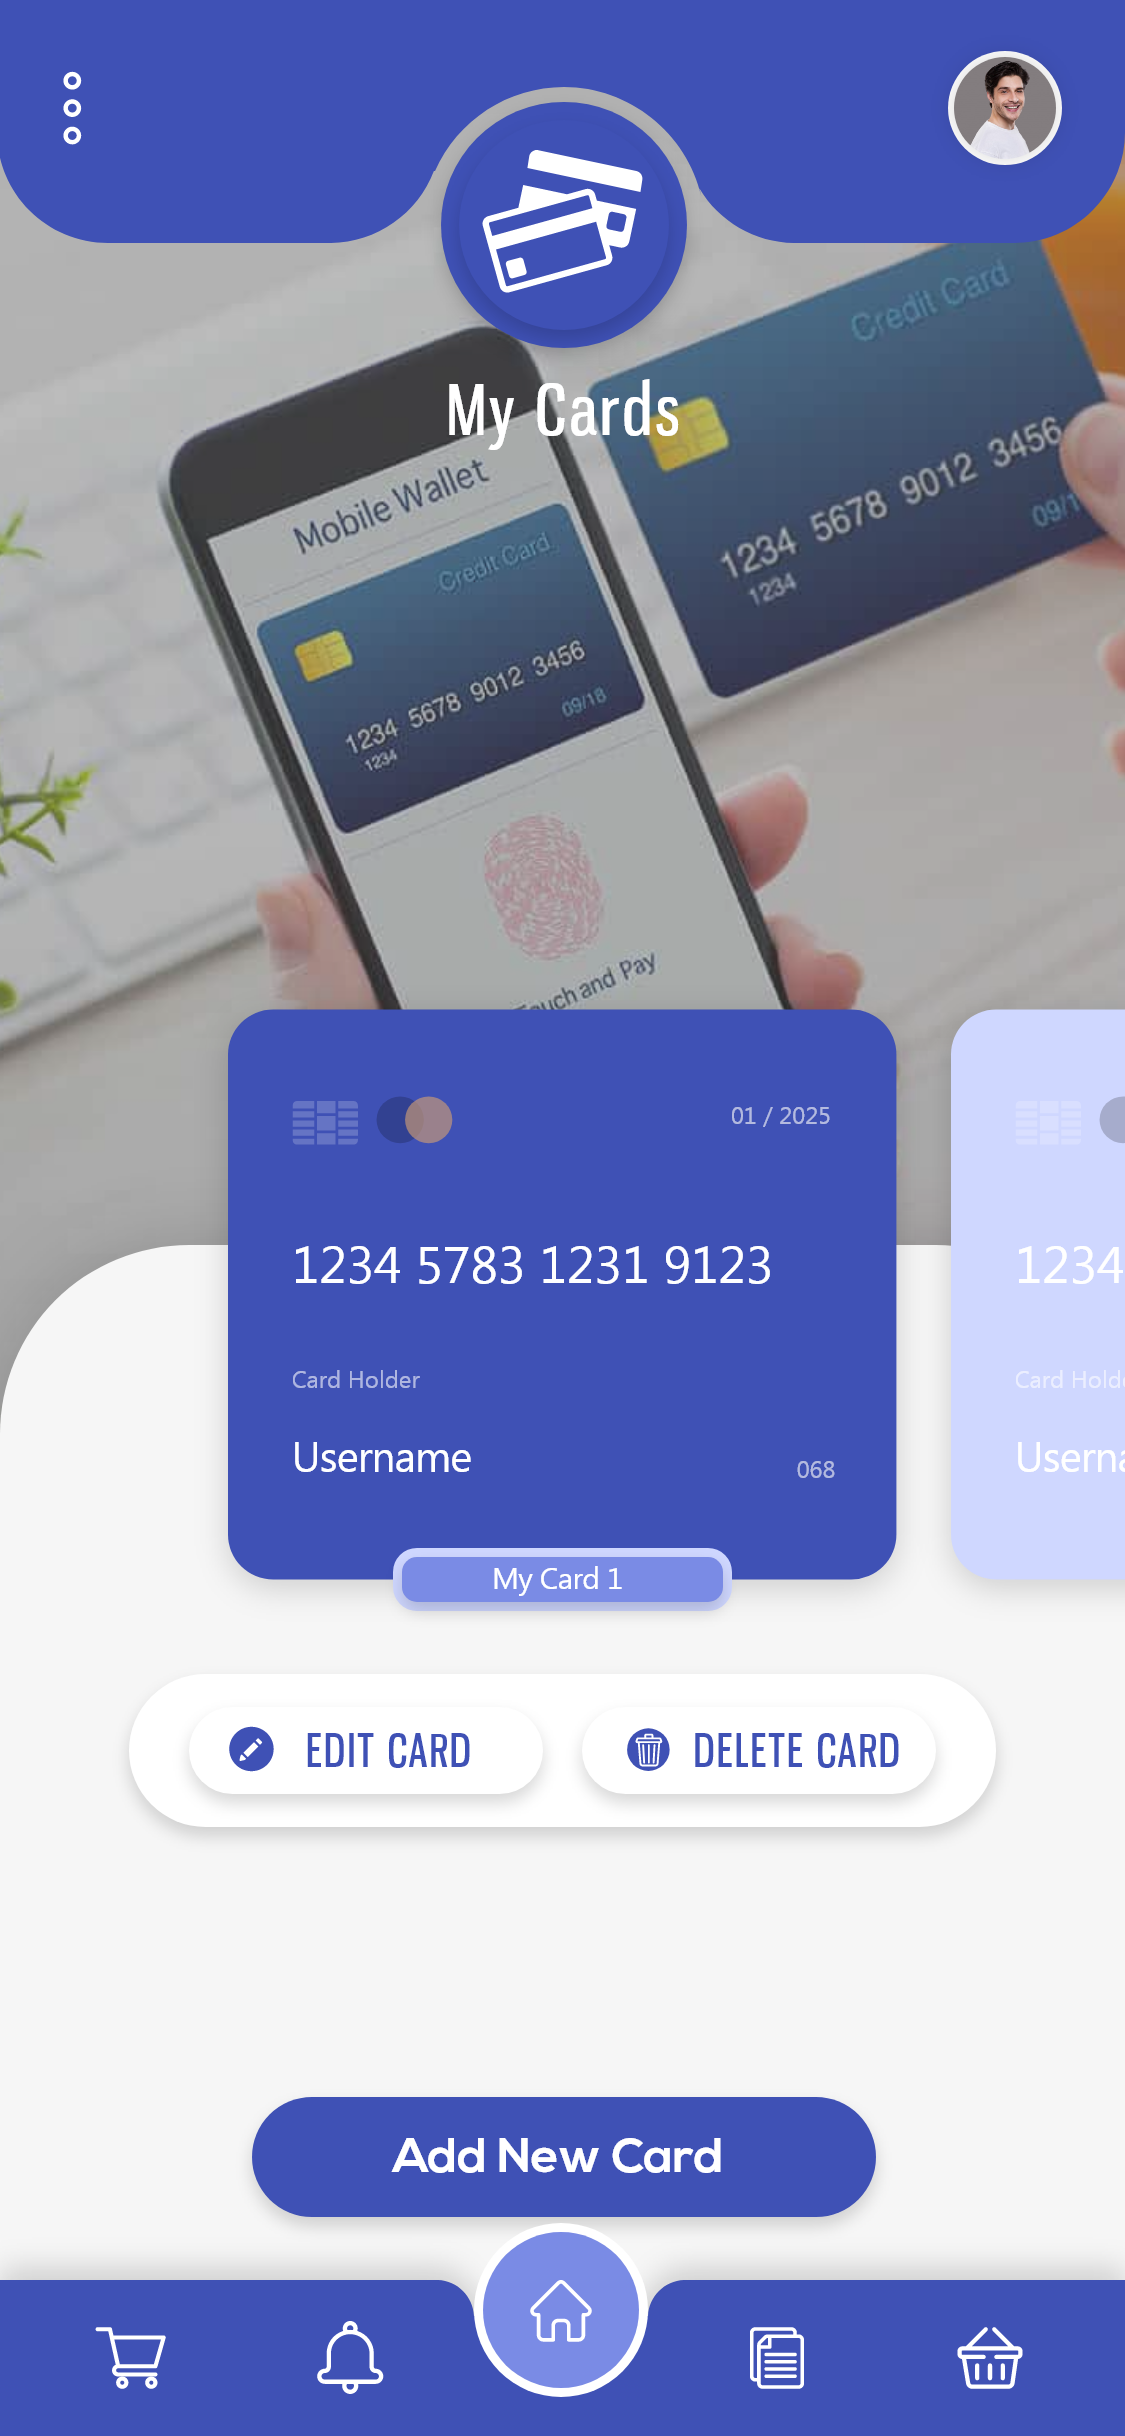 My Cards
Credit Card
1234 5678 9012 3456
1234
09/1
Mobile Wallet
Credit Card
1234 5678 9012 3456
1234
09/18
Touch and Pay
01 / 2025
1234 5783 1231 9123
Card Holder
Username
068
My Card 1
1234
Card Holde
Userna
EDIT CARD
DELETE CARD
Add New Card